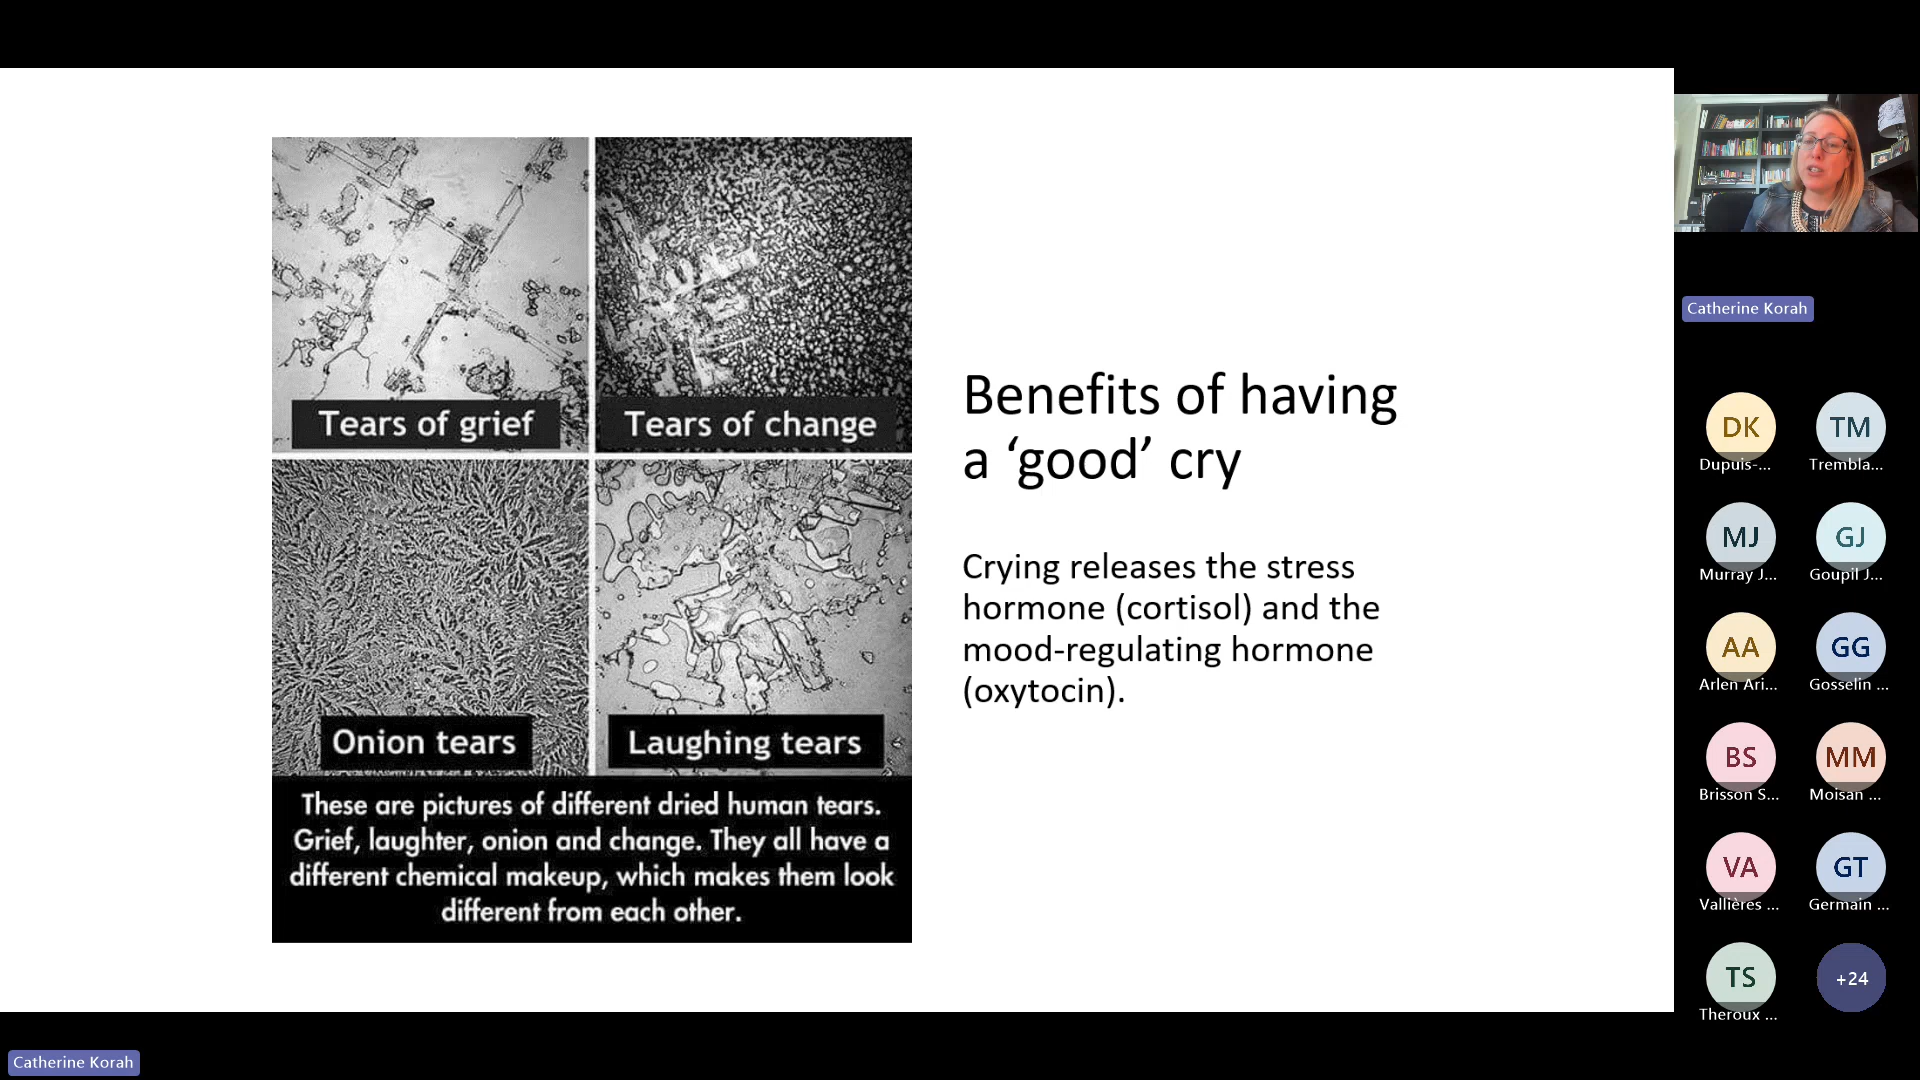 Tears of grief
Tears of change
Onion tears
Laughing tears
These are pictures of different dried human tears.
Grief, laughter, onion and change. They all have a
different chemical makeup, which makes them look
different from each other.
Benefits of having
a ‘good’ cry
Crying releases the stress
hormone (cortisol) and the
mood-regulating hormone
(oxytocin).
Catherine Korah
DK
Dupuis-...
TM
Trembla...
MJ
Murray J...
GJ
Goupil J...
AA
Arlen Ari...
GG
Gosselin ...
BS
Brisson S...
MM
Moisan ...
VA
Vallières ...
GT
Germain ...
TS
Theroux ...
+24
Catherine Korah